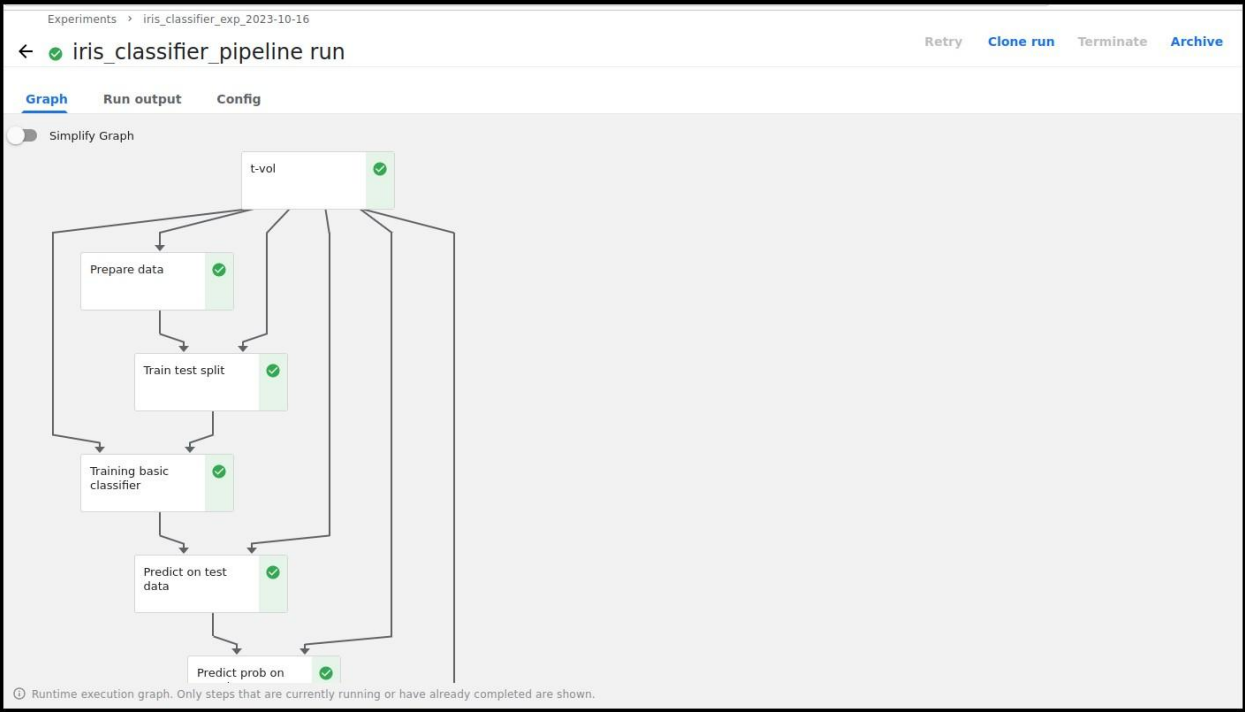 Experiments › iris_classifier_exp_2023-10-16
iris_classifier_pipeline run
Retry Clone run Terminate Archive
Graph Run output Config
Simplify Graph
t-vol
Prepare data
Train test split
Training basic
classifier
Predict on test
data
Predict prob on
Runtime execution graph. Only steps that are currently running or have already completed are shown.